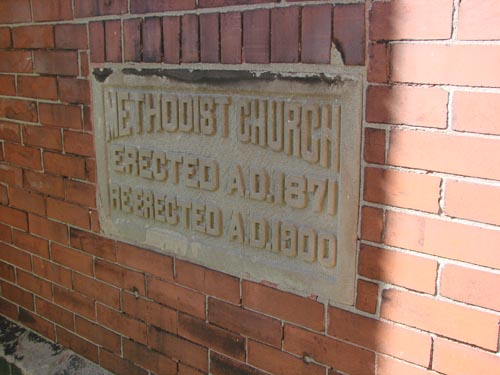 METHODIST CHURCH
ERECTED A.D. 1871
RE-ERECTED A.D. 1900